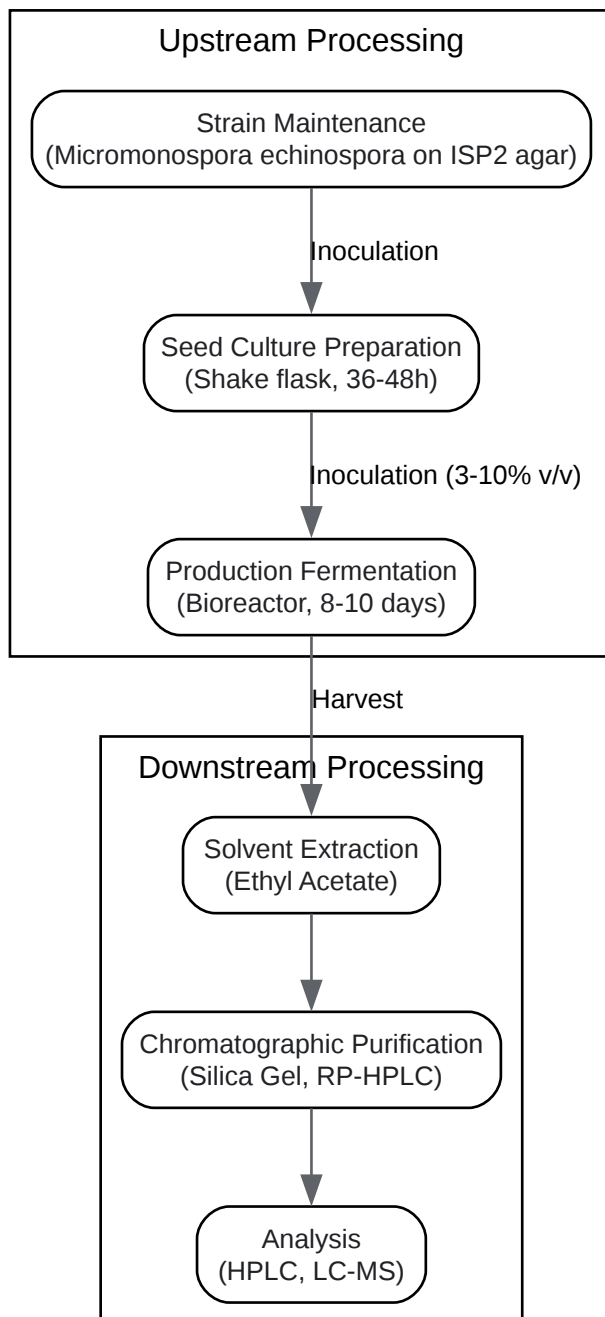 Upstream Processing
Strain Maintenance
(Micromonospora echinospora on ISP2 agar)
Inoculation
Seed Culture Preparation
(Shake flask, 36-48h)
Inoculation (3-10% v/v)
Production Fermentation
(Bioreactor, 8-10 days)
Harvest
Downstream Processing
Solvent Extraction
(Ethyl Acetate)
Chromatographic Purification
(Silica Gel, RP-HPLC)
Analysis
(HPLC, LC-MS)